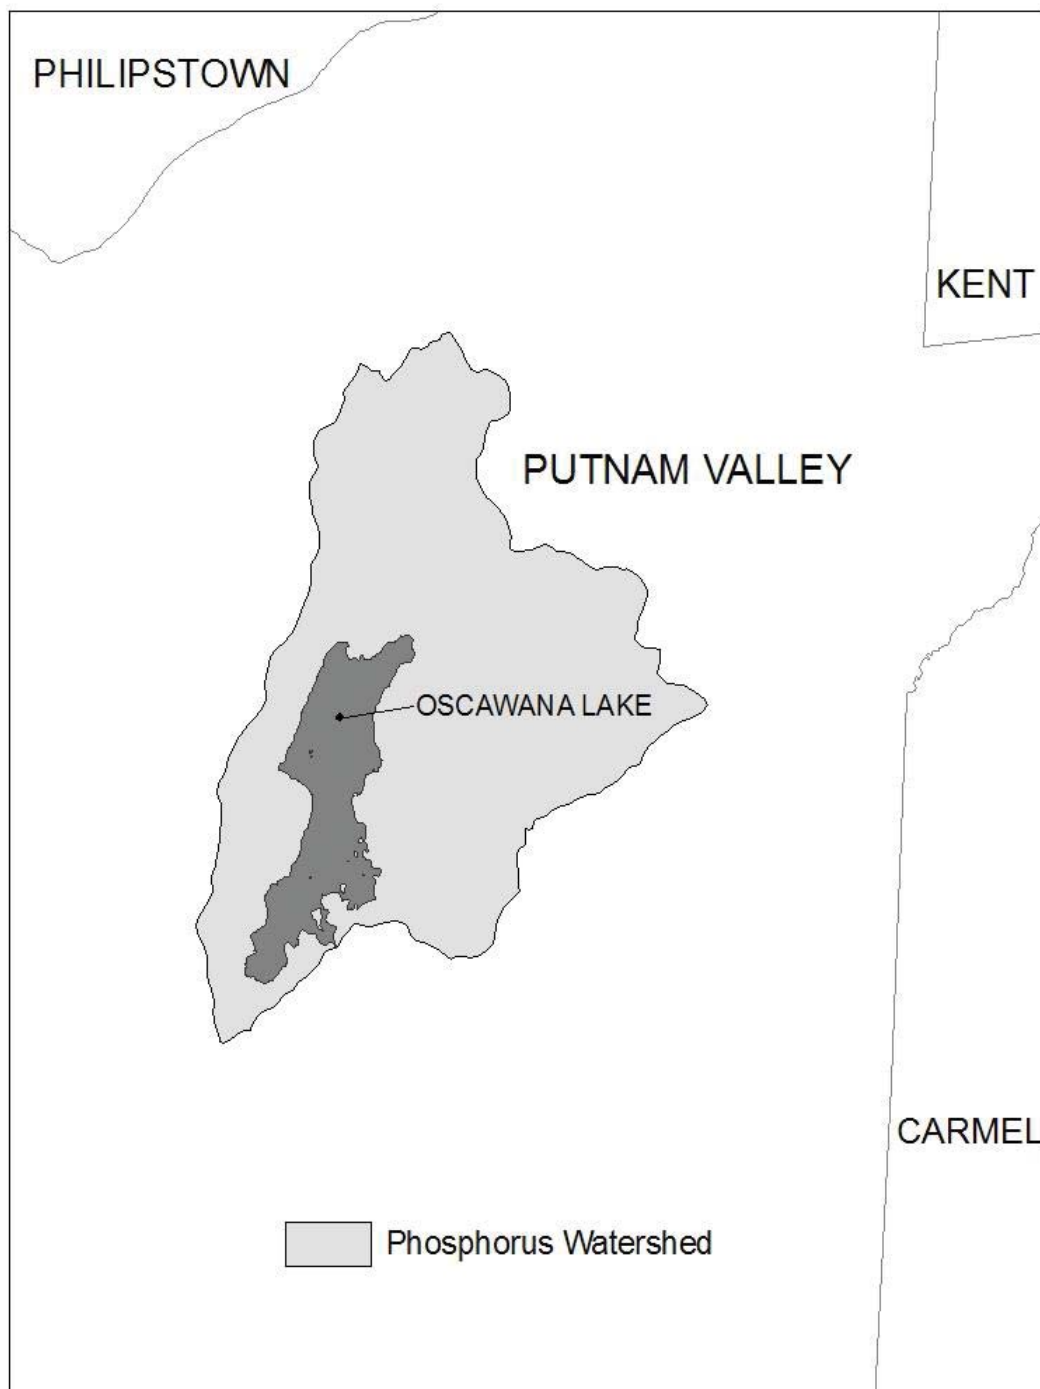 PHILIPSTOWN
KENT
PUTNAM VALLEY
OSCAWANA LAKE
CARMEL
Phosphorus Watershed